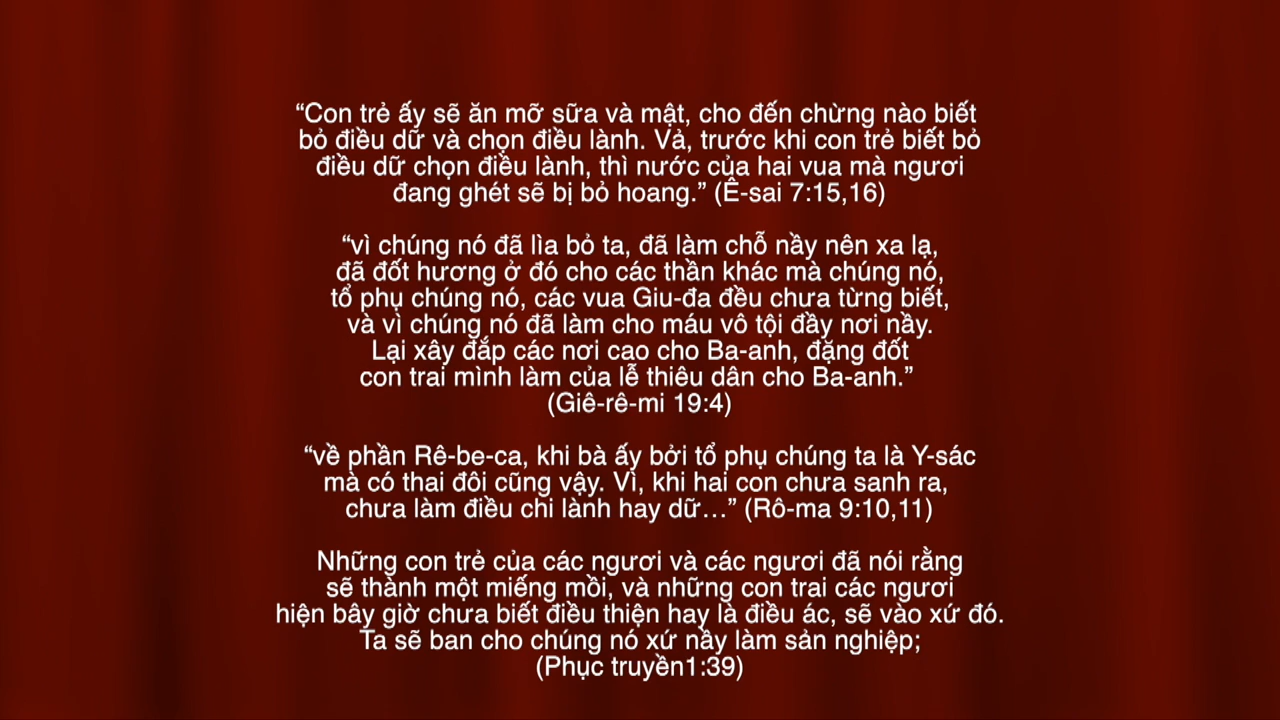 “Con trẻ ấy sẽ ăn mỡ sữa và mật, cho đến chừng nào biết
bỏ điều dữ và chọn điều lành. Vả, trước khi con trẻ biết bỏ
điều dữ chọn điều lành, thì nước của hai vua mà ngươi
đang ghét sẽ bị bỏ hoang.” (Ê-sai 7:15,16)
“vì chúng nó đã lìa bỏ ta, đã làm chỗ nầy nên xa lạ,
đã đốt hương ở đó cho các thần khác mà chúng nó,
tổ phụ chúng nó, các vua Giu-đa đều chưa từng biết,
và vì chúng nó đã làm cho máu vô tội đầy nơi nầy.
Lại xây đắp các nơi cao cho Ba-anh, đặng đốt
con trai mình làm của lễ thiêu dân cho Ba-anh.”
(Giê-rê-mi 19:4)
“về phần Rê-be-ca, khi bà ấy bởi tổ phụ chúng ta là Y-sác
mà có thai đôi cũng vậy. Vì, khi hai con chưa sanh ra,
chưa làm điều chi lành hay dữ…” (Rô-ma 9:10,11)
Những con trẻ của các ngươi và các ngươi đã nói rằng
sẽ thành một miếng mồi, và những con trai các ngươi
hiện bây giờ chưa biết điều thiện hay là điều ác, sẽ vào xứ đó.
Ta sẽ ban cho chúng nó xứ nầy làm sản nghiệp;
(Phục truyền1:39)